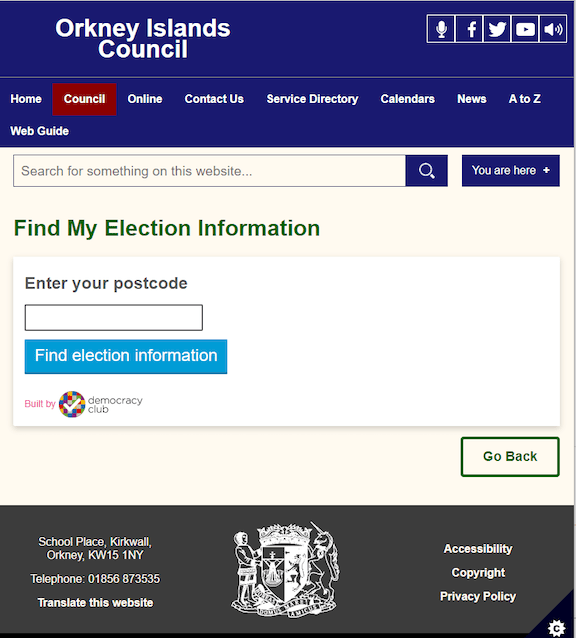 Orkney Islands
Council
Home Council Online Contact Us Service Directory Calendars News A to Z
Web Guide
Search for something on this website...
You are here +
Find My Election Information
Enter your postcode
Find election information
Built by democracy
club
Go Back
School Place, Kirkwall,
Orkney, KW15 1NY
Telephone: 01856 873535
Translate this website
Accessibility
Copyright
Privacy Policy